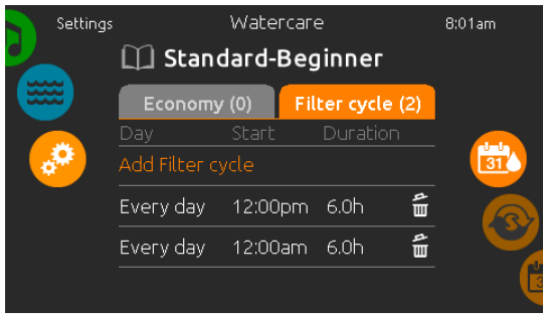 Settings Watercare 8:01am
Standard-Beginner
Economy (0) Filter cycle (2)
Day Start Duration
Add Filter cycle
Every day 12:00pm 6.0h
Every day 12:00am 6.0h
31